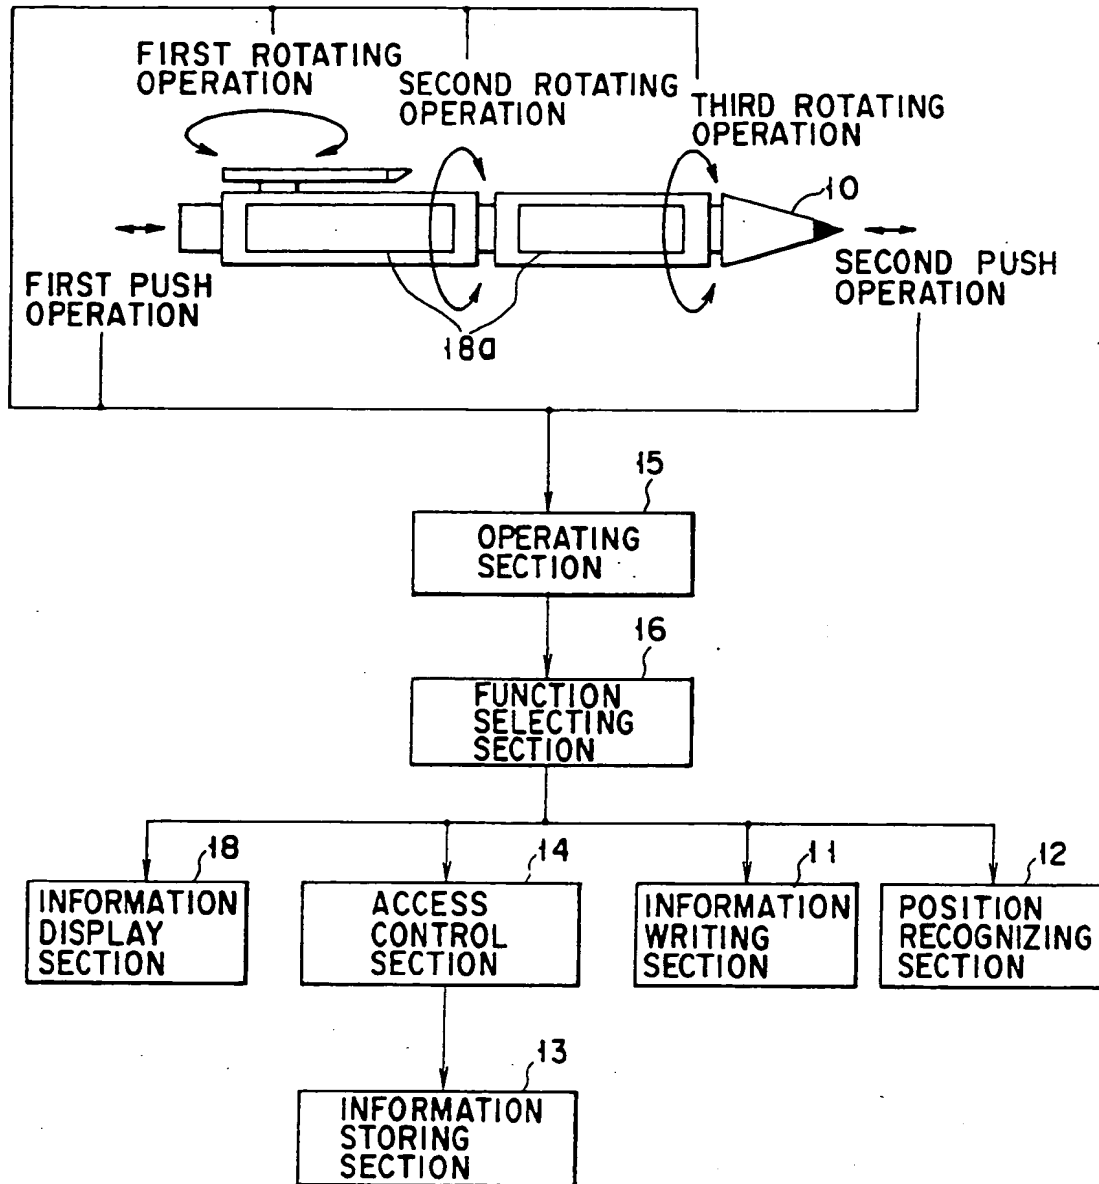 FIRST ROTATING
OPERATION
SECOND ROTATING
OPERATION
THIRD ROTATING
OPERATION
10
FIRST PUSH
OPERATION
18a
SECOND PUSH
OPERATION
15
OPERATING
SECTION
16
FUNCTION
SELECTING
SECTION
18
INFORMATION
DISPLAY
SECTION
14
ACCESS
CONTROL
SECTION
11
INFORMATION
WRITING
SECTION
12
POSITION
RECOGNIZING
SECTION
13
INFORMATION
STORING
SECTION